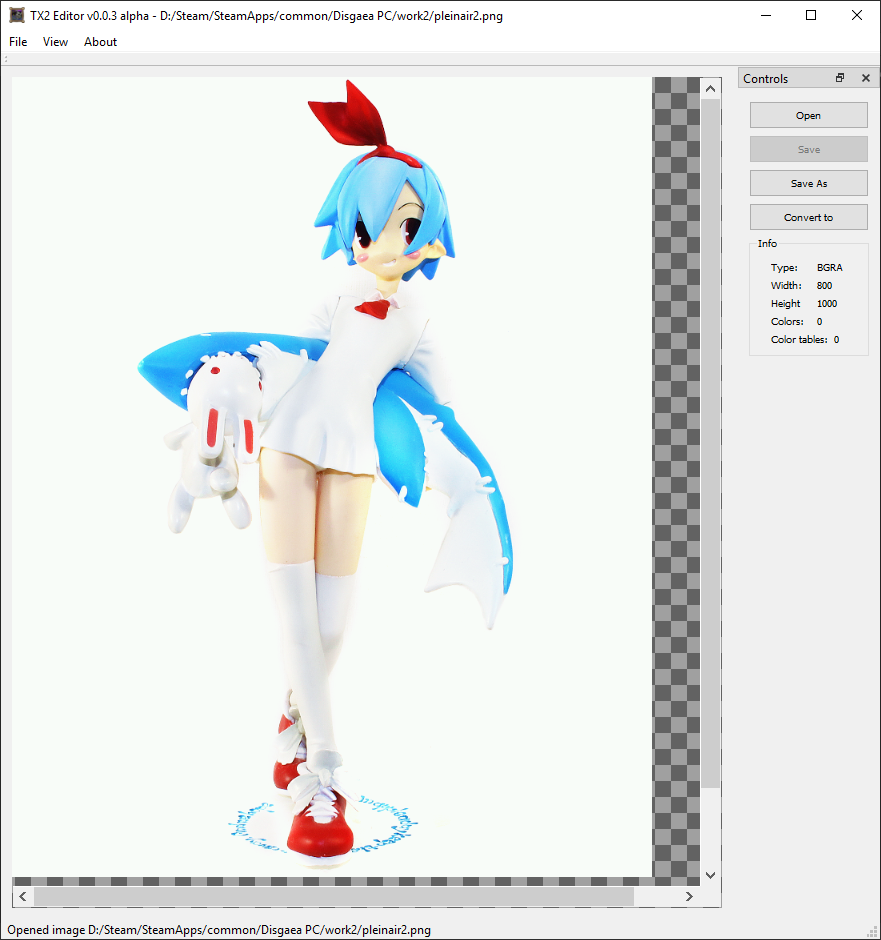 TX2 Editor v0.0.3 alpha - D:/Steam/SteamApps/common/Disgaea PC/work2/pleinair2.png
File View About
Controls
Open
Save
Save As
Convert to
Info
Type: BGRA
Width: 800
Height 1000
Colors: 0
Color tables: 0
Opened image D:/Steam/SteamApps/common/Disgaea PC/work2/pleinair2.png